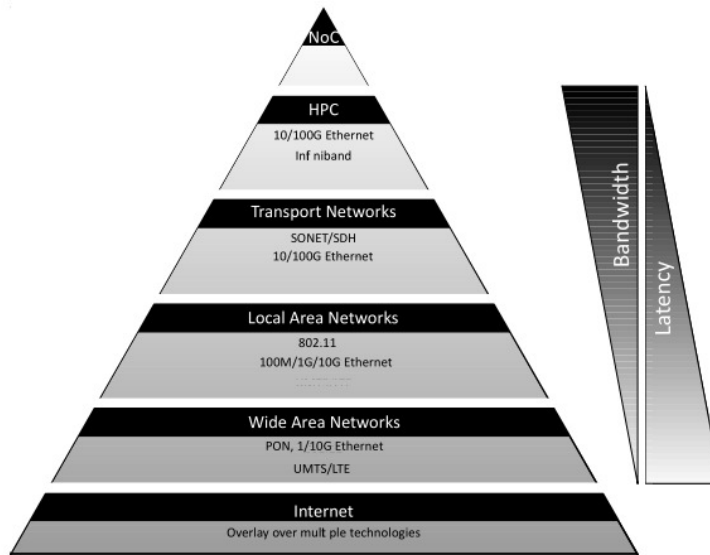 NoC
HPC
10/100G Ethernet
Inf niband
Transport Networks
SONET/SDH
10/100G Ethernet
Local Area Networks
802.11
100M/1G/10G Ethernet
Wide Area Networks
PON, 1/10G Ethernet
UMTS/LTE
Internet
Overlay over mult ple technologies
Bandwidth
Latency